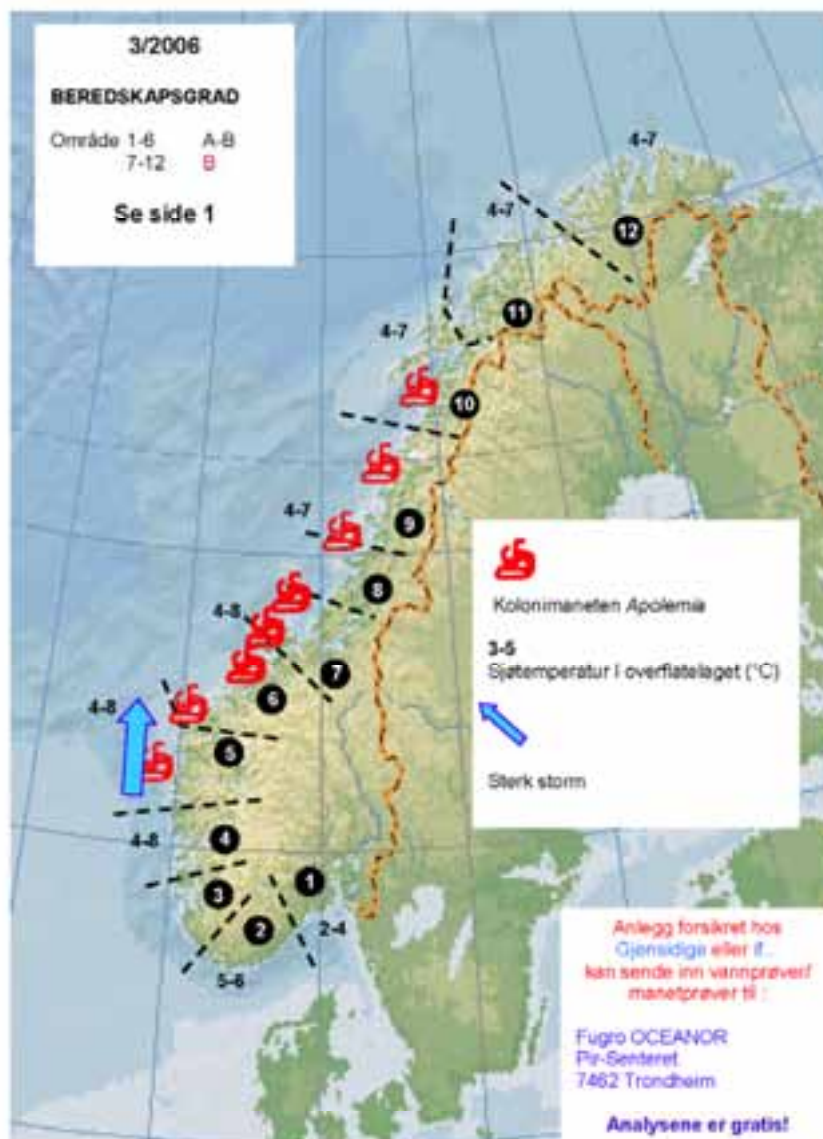 3/2006
BEREDSKAPSGRAD
Område 1-6 A-B
7-12 B
Se side 1
4-7
4-7
12
11
4-7
10
4-7
9
8
4-8
7
6
4-8
5
4-8
4
3
1
2
2-4
5-6
Kolonimaneten Apolemia
3-5
Sjøtemperatur I overflatelaget (°C)
Sterk storm
Anlegg forsikret hos
Gjensidige eller If..
kan sende inn vannprøver/
manetprøver til :
Fugro OCEANOR
Pir-Senteret
7462 Trondheim
Analysene er gratis!